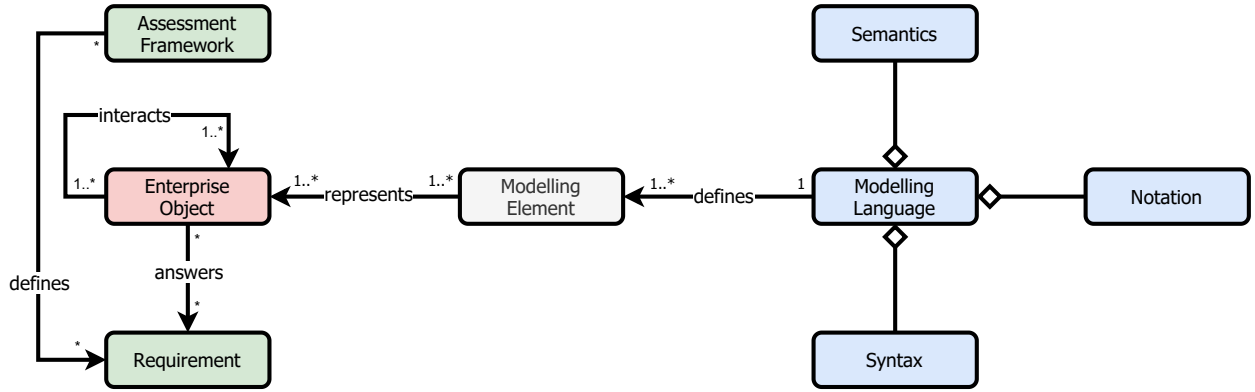 Assessment
Framework
*
Semantics
interacts
1..*
1..*
Enterprise
Object
1..*
represents
1..*
Modelling
Element
1..*
defines
1
Modelling
Language
Notation
*
answers
*
defines
*
Requirement
Syntax